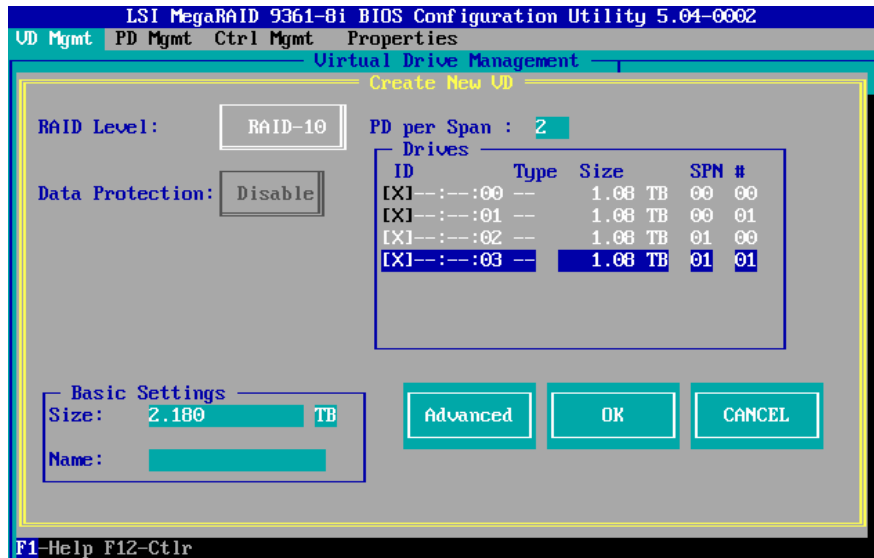 LSI MegaRAID 9361-8i BIOS Configuration Utility 5.04-0002
VD Mgmt PD Mgmt Ctrl Mgmt Properties
Virtual Drive Management
Create New VD
RAID Level: RAID-10 PD per Span : 2
Drives
ID Type Size SPN #
Data Protection: Disable
[X]--:--:00 -- 1.08 TB 00 00
[X]--:--:01 -- 1.08 TB 00 01
[X]--:--:02 -- 1.08 TB 01 00
[X]--:--:03 -- 1.08 TB 01 01
Basic Settings
Size: 2.180 TB
Name:
Advanced OK CANCEL
F1-Help F12-Ctlr